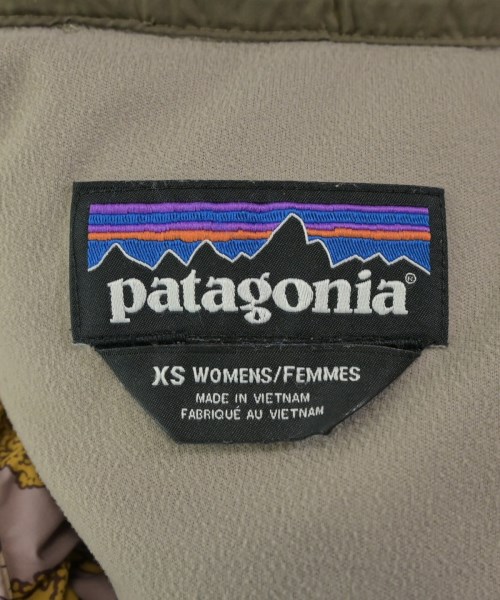 patagonia®
XS WOMENS/FEMMES
MADE IN VIETNAM
FABRIQUÉ AU VIETNAM